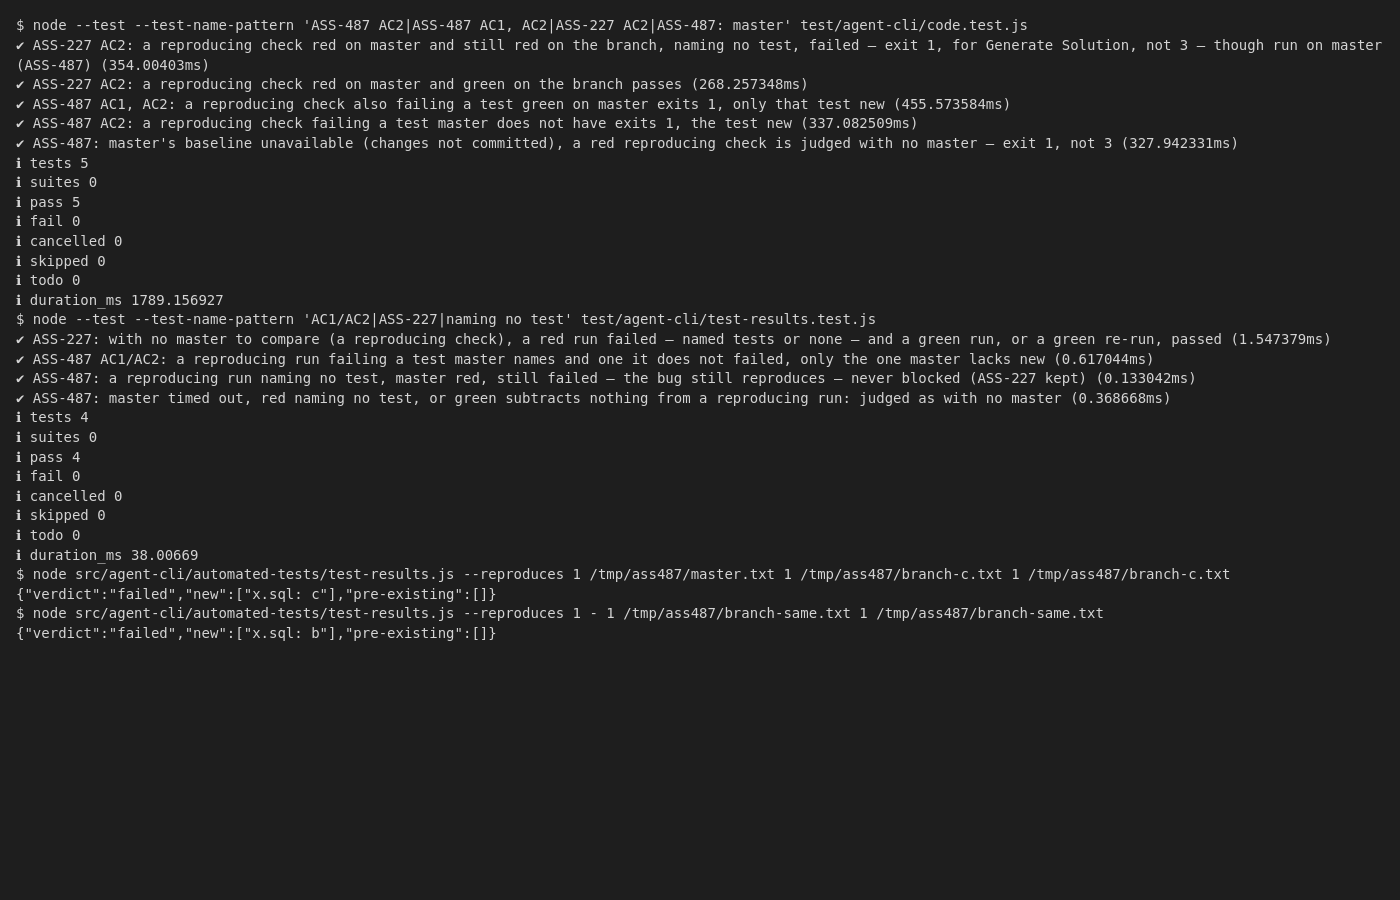 $ node --test --test-name-pattern 'ASS-487 AC2|ASS-487 AC1, AC2|ASS-227 AC2|ASS-487: master' test/agent-cli/code.test.js
✔ ASS-227 AC2: a reproducing check red on master and still red on the branch, naming no test, failed — exit 1, for Generate Solution, not 3 — though run on master
(ASS-487) (354.00403ms)
✔ ASS-227 AC2: a reproducing check red on master and green on the branch passes (268.257348ms)
✔ ASS-487 AC1, AC2: a reproducing check also failing a test green on master exits 1, only that test new (455.573584ms)
✔ ASS-487 AC2: a reproducing check failing a test master does not have exits 1, the test new (337.082509ms)
✔ ASS-487: master's baseline unavailable (changes not committed), a red reproducing check is judged with no master — exit 1, not 3 (327.942331ms)
ℹ tests 5
ℹ suites 0
ℹ pass 5
ℹ fail 0
ℹ cancelled 0
ℹ skipped 0
ℹ todo 0
ℹ duration_ms 1789.156927
$ node --test --test-name-pattern 'AC1/AC2|ASS-227|naming no test' test/agent-cli/test-results.test.js
✔ ASS-227: with no master to compare (a reproducing check), a red run failed — named tests or none — and a green run, or a green re-run, passed (1.547379ms)
✔ ASS-487 AC1/AC2: a reproducing run failing a test master names and one it does not failed, only the one master lacks new (0.617044ms)
✔ ASS-487: a reproducing run naming no test, master red, still failed — the bug still reproduces — never blocked (ASS-227 kept) (0.133042ms)
✔ ASS-487: master timed out, red naming no test, or green subtracts nothing from a reproducing run: judged as with no master (0.368668ms)
ℹ tests 4
ℹ suites 0
ℹ pass 4
ℹ fail 0
ℹ cancelled 0
ℹ skipped 0
ℹ todo 0
ℹ duration_ms 38.00669
$ node src/agent-cli/automated-tests/test-results.js --reproduces 1 /tmp/ass487/master.txt 1 /tmp/ass487/branch-c.txt 1 /tmp/ass487/branch-c.txt
{"verdict":"failed","new":["x.sql: c"],"pre-existing":[]}
$ node src/agent-cli/automated-tests/test-results.js --reproduces 1 - 1 /tmp/ass487/branch-same.txt 1 /tmp/ass487/branch-same.txt
{"verdict":"failed","new":["x.sql: b"],"pre-existing":[]}